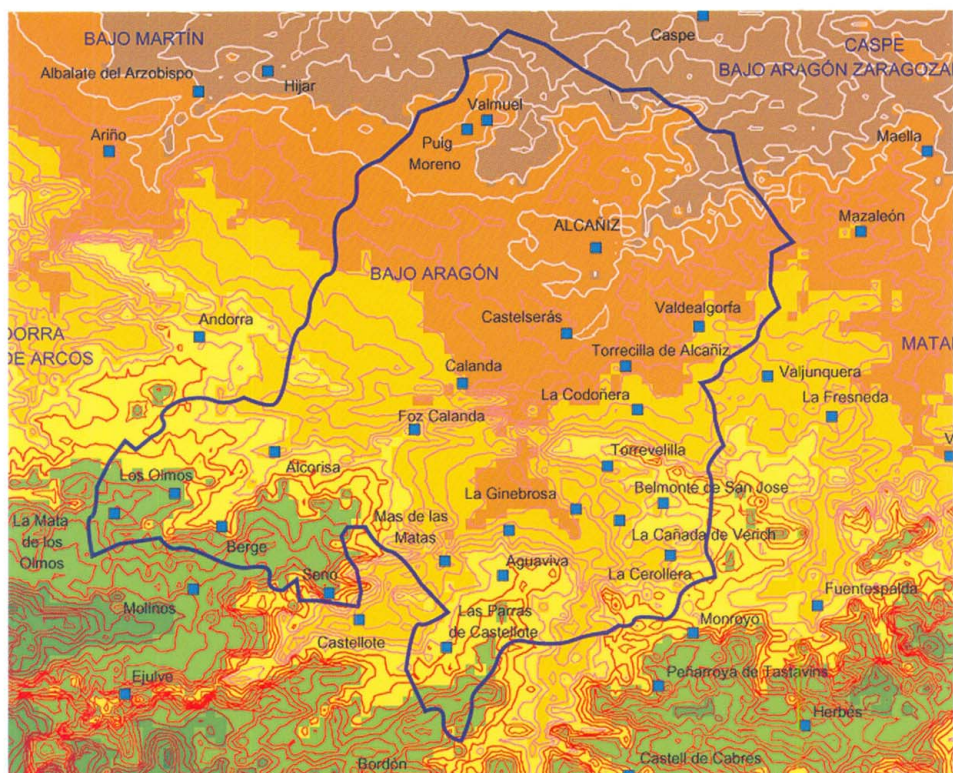 Caspe
BAJO MARTÍN
CASPE
BAJO ARAGÓN ZARAGOZA
Albalate del Arzobispo
Hijar
Valmuel
Puig
Moreno
Ariño
Maella
Mazaleón
ALCAÑIZ
BAJO ARAGÓN
Andorra
DORRA
DE ARCOS
Castelserás
Valdealgorfa
MATA
Torrecilla de Alcañiz
Calanda
Valjunquera
La Codoñera
La Fresneda
Foz Calanda
Torrevelilla
V
Alcorisa
Los Olmos
La Ginebrosa
Belmonte de San Jose
La Mata
de los
Olmos
Berge
Mas de las
Matas
La Cañada de Verich
Aguaviva
Seno
La Cerollera
Molinos
Fuentespalda
Las Parras
de Castellote
Castellote
Monroyo
Ejulve
Peñarroya de Tastavins
Herbés
Bordón
Castell de Cabres